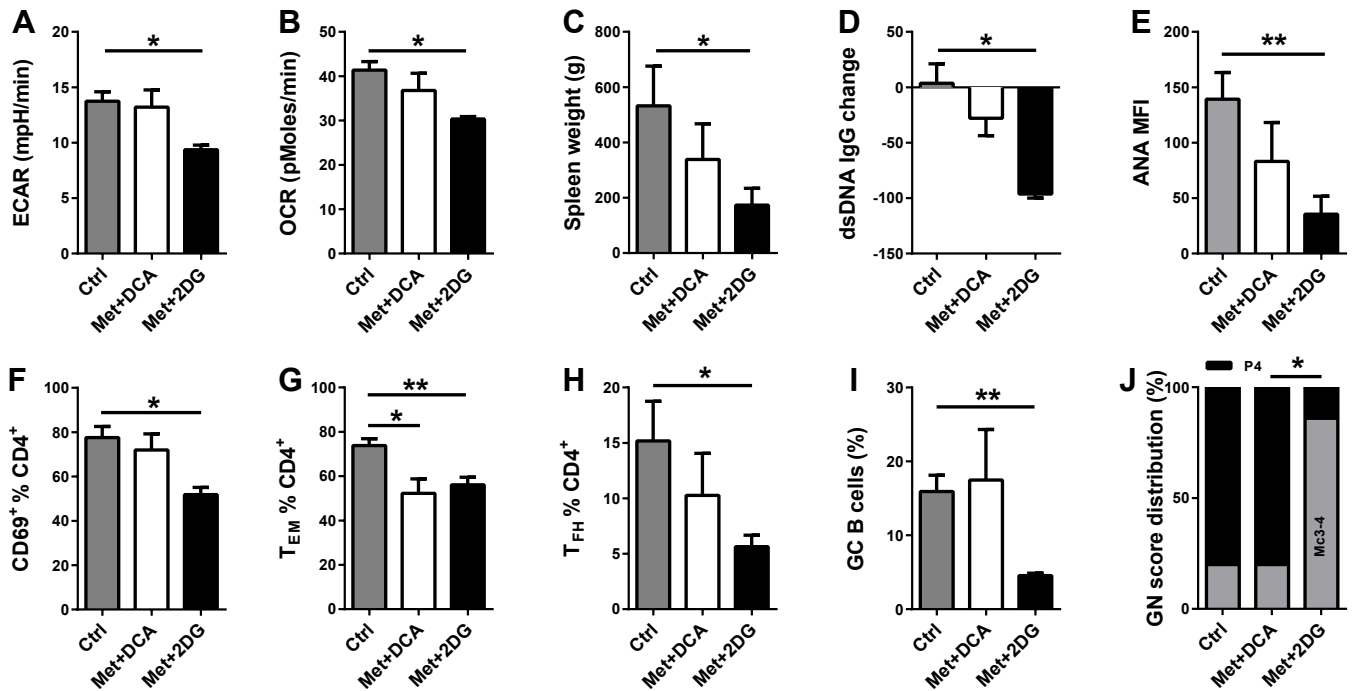 A
ECAR (mpH/min)
20
15
10
5
0
*
Ctrl
Met+DCA
Met+2DG
B
OCR (pMoles/min)
50
40
30
20
10
0
*
Ctrl
Met+DCA
Met+2DG
C
Spleen weight (g)
800
600
400
200
0
*
Ctrl
Met+DCA
Met+2DG
D
dsDNA IgG change
50
0
-50
-100
-150
*
Ctrl
Met+DCA
Met+2DG
E
ANA MFI
200
150
100
50
0
**
Ctrl
Met+DCA
Met+2DG
F
CD69+ % CD4+
100
80
60
40
20
0
*
Ctrl
Met+DCA
Met+2DG
G
TEM % CD4+
100
80
60
40
20
0
**
*
Ctrl
Met+DCA
Met+2DG
H
TFH % CD4+
20
15
10
5
0
*
Ctrl
Met+DCA
Met+2DG
I
GC B cells (%)
30
20
10
0
**
Ctrl
Met+DCA
Met+2DG
J
P4
GN score distribution (%)
100
50
0
*
Mc3-4
Ctrl
Met+DCA
Met+2DG